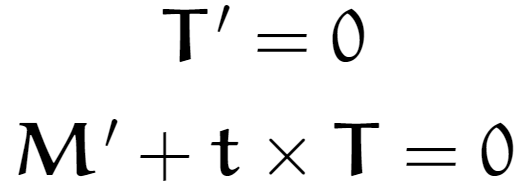 T′ = 0
M′ + t × T = 0